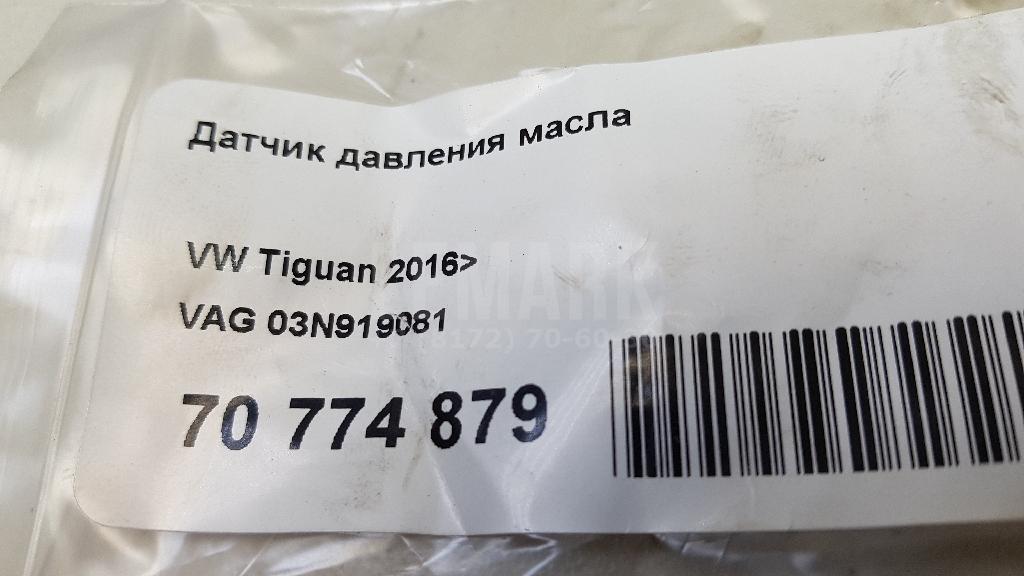 Датчик давления масла
VW Tiguan 2016>
VAG 03N919081
70 774 879